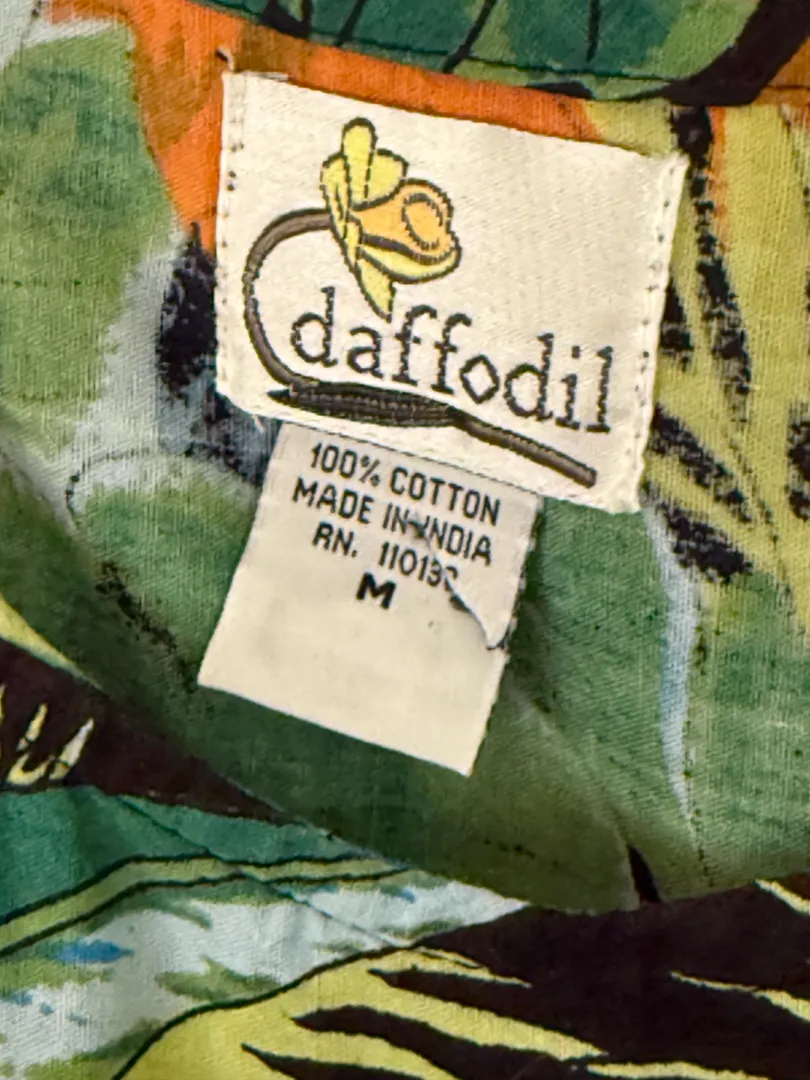 daffodil
100% COTTON
MADE IN INDIA
RN.
M